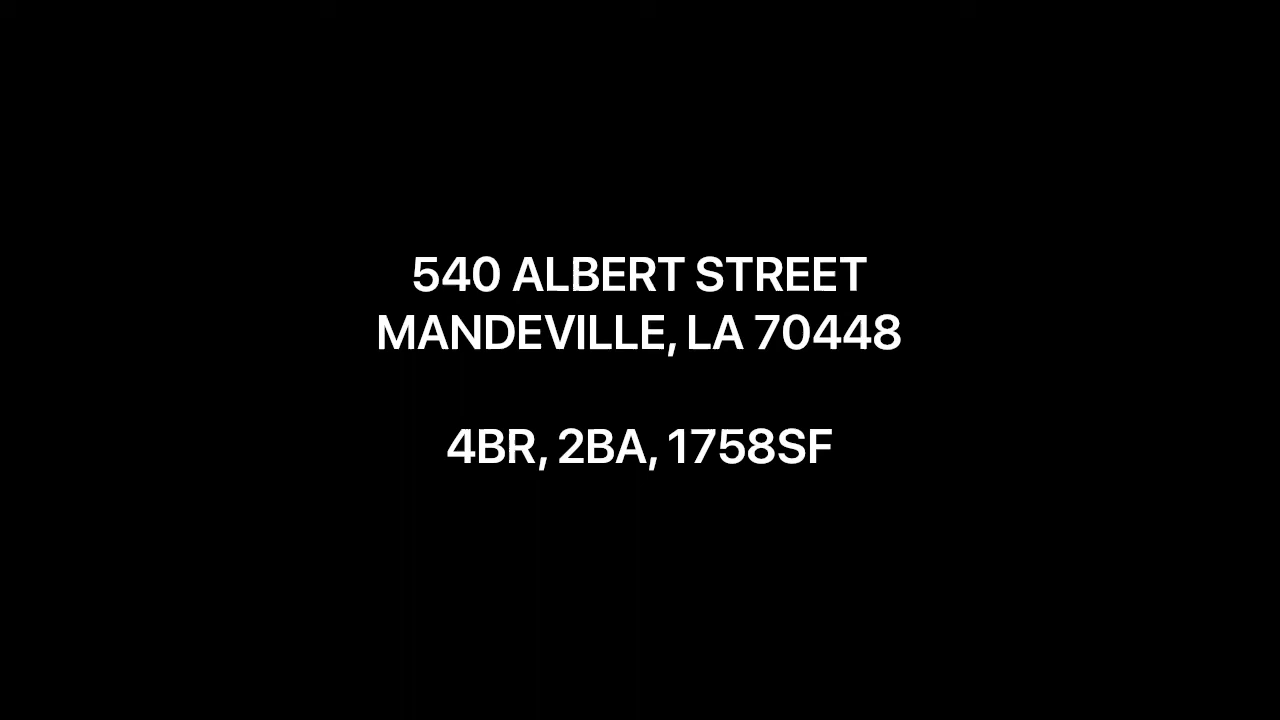 540 ALBERT STREET
MANDEVILLE, LA 70448
4BR, 2BA, 1758SF